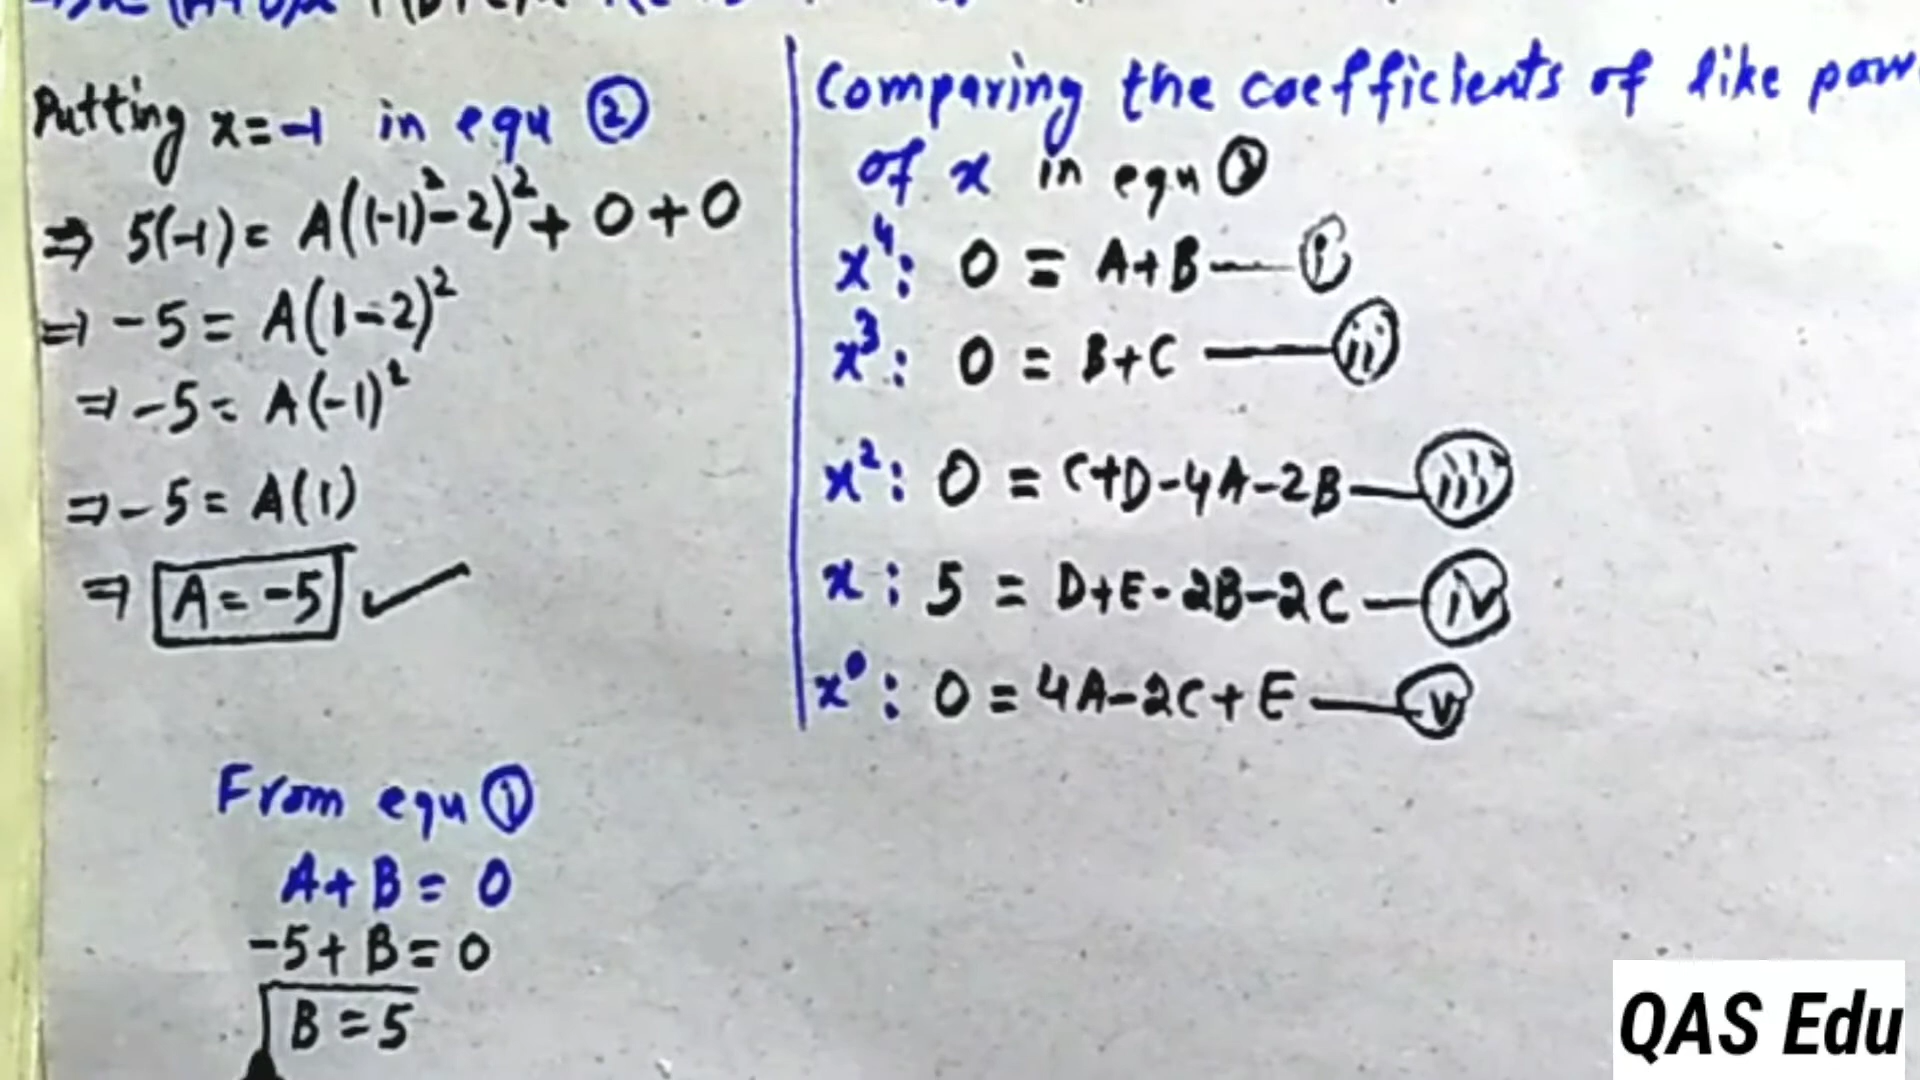 Putting x=-1 in equ ②
⇒ 5(-1) = A((-1)²-2)² + 0 + 0
⇒ -5 = A(1-2)²
⇒ -5 = A(-1)²
⇒ -5 = A(1)
⇒ A = -5 ✓
From equ ①
A+B = 0
-5+B = 0
B = 5
Comparing the coefficients of like pow
of x in equ ③
x⁴: 0 = A+B — (i)
x³: 0 = B+C — (ii)
x²: 0 = C+D-4A-2B — (iii)
x: 5 = D+E-2B-2C — (iv)
x⁰: 0 = 4A-2C+E — (v)
QAS Edu